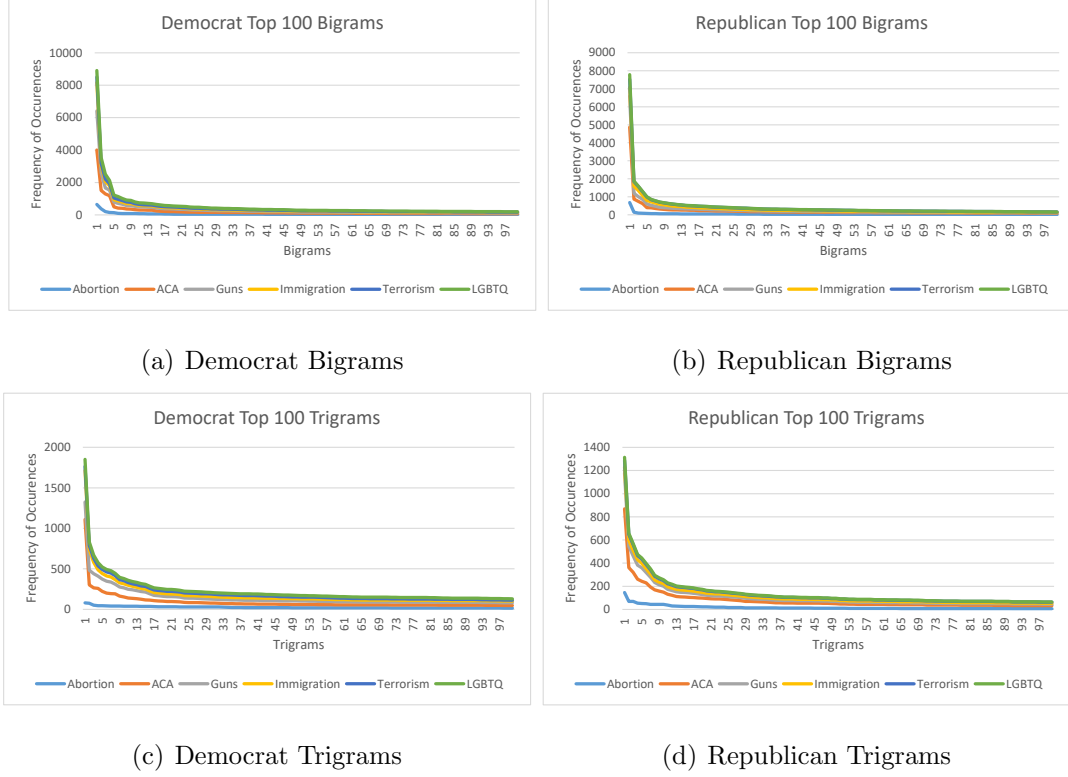 Democrat Top 100 Bigrams
10000
8000
6000
4000
2000
0
Frequency of Occurences
1 5 9 13 17 21 25 29 33 37 41 45 49 53 57 61 65 69 73 77 81 85 89 93 97
Bigrams
Abortion ACA Guns Immigration Terrorism LGBTQ
(a) Democrat Bigrams
Republican Top 100 Bigrams
9000
8000
7000
6000
5000
4000
3000
2000
1000
0
Frequency of Occurences
1 5 9 13 17 21 25 29 33 37 41 45 49 53 57 61 65 69 73 77 81 85 89 93 97
Bigrams
Abortion ACA Guns Immigration Terrorism LGBTQ
(b) Republican Bigrams
Democrat Top 100 Trigrams
2000
1500
1000
500
0
Frequency of Occurences
1 5 9 13 17 21 25 29 33 37 41 45 49 53 57 61 65 69 73 77 81 85 89 93 97
Trigrams
Abortion ACA Guns Immigration Terrorism LGBTQ
(c) Democrat Trigrams
Republican Top 100 Trigrams
1400
1200
1000
800
600
400
200
0
Frequency of Occurences
1 5 9 13 17 21 25 29 33 37 41 45 49 53 57 61 65 69 73 77 81 85 89 93 97
Trigrams
Abortion ACA Guns Immigration Terrorism LGBTQ
(d) Republican Trigrams